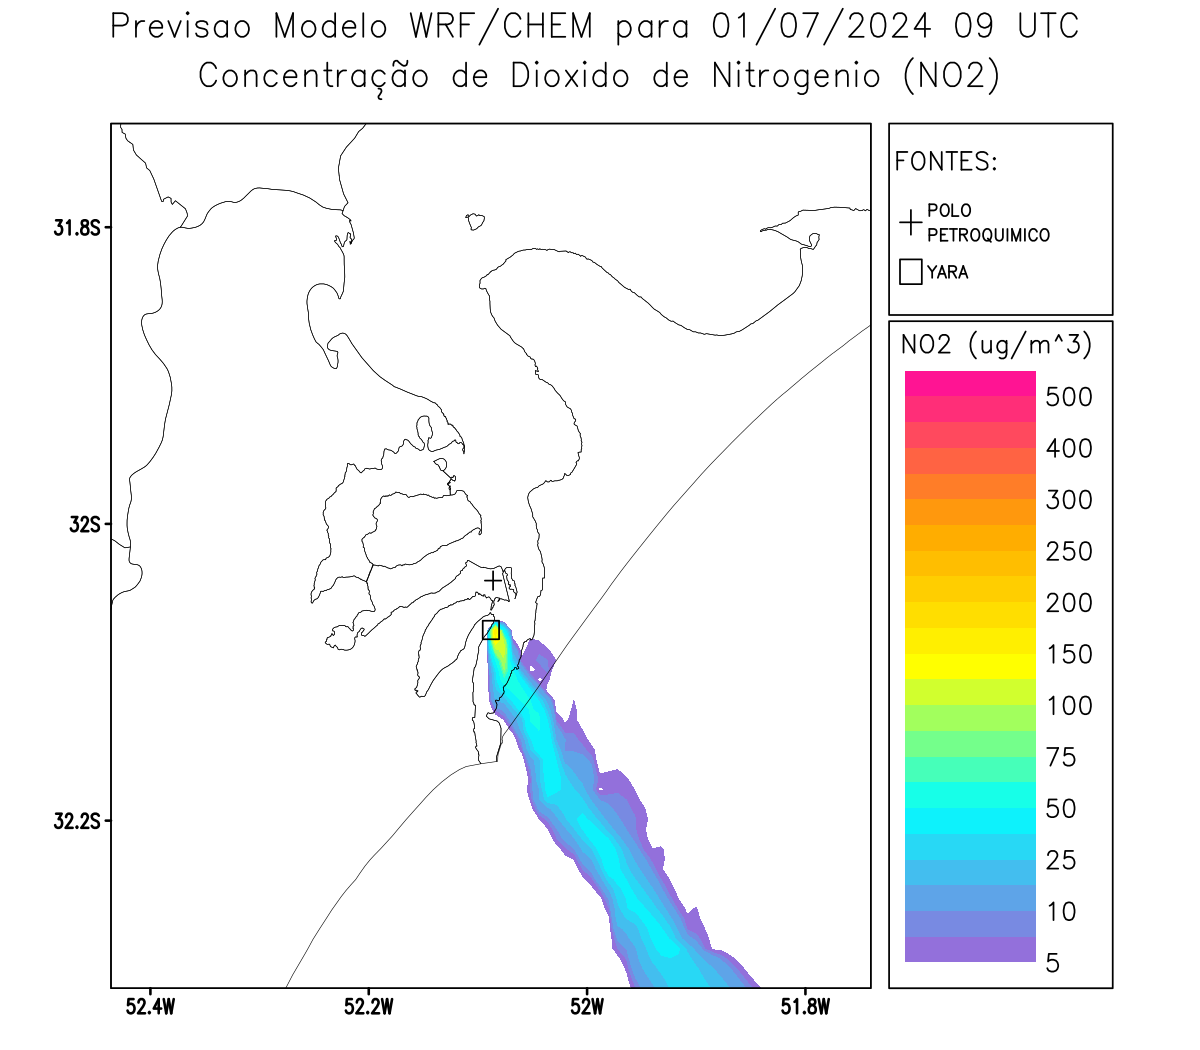 Previsao Modelo WRF/CHEM para 01/07/2024 09 UTC
Concentração de Dioxido de Nitrogenio (NO2)
FONTES:
POLO
PETROQUIMICO
YARA
NO2 (ug/m^3)
500
400
300
250
200
150
100
75
50
25
10
5
31.8S
32S
32.2S
52.4W
52.2W
52W
51.8W